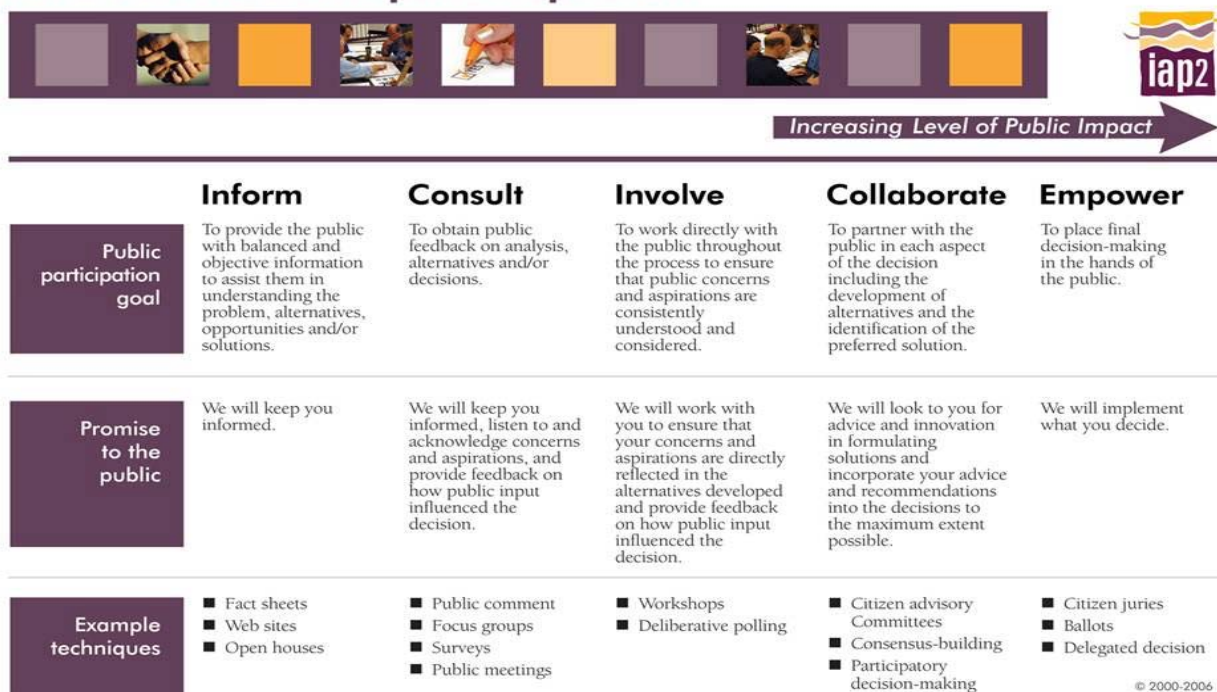 iap2
Increasing Level of Public Impact
Inform
Consult
Involve
Collaborate
Empower
Public
participation
goal
To provide the public
with balanced and
objective information
to assist them in
understanding the
problem, alternatives,
opportunities and/or
solutions.
To obtain public
feedback on analysis,
alternatives and/or
decisions.
To work directly with
the public throughout
the process to ensure
that public concerns
and aspirations are
consistently
understood and
considered.
To partner with the
public in each aspect
of the decision
including the
development of
alternatives and the
identification of the
preferred solution.
To place final
decision-making
in the hands of
the public.
Promise
to the
public
We will keep you
informed.
We will keep you
informed, listen to and
acknowledge concerns
and aspirations, and
provide feedback on
how public input
influenced the
decision.
We will work with
you to ensure that
your concerns and
aspirations are directly
reflected in the
alternatives developed
and provide feedback
on how public input
influenced the
decision.
We will look to you for
advice and innovation
in formulating
solutions and
incorporate your advice
and recommendations
into the decisions to
the maximum extent
possible.
We will implement
what you decide.
Example
techniques
■ Fact sheets
■ Web sites
■ Open houses
■ Public comment
■ Focus groups
■ Surveys
■ Public meetings
■ Workshops
■ Deliberative polling
■ Citizen advisory
Committees
■ Consensus-building
■ Participatory
decision-making
■ Citizen juries
■ Ballots
■ Delegated decision
© 2000-2006